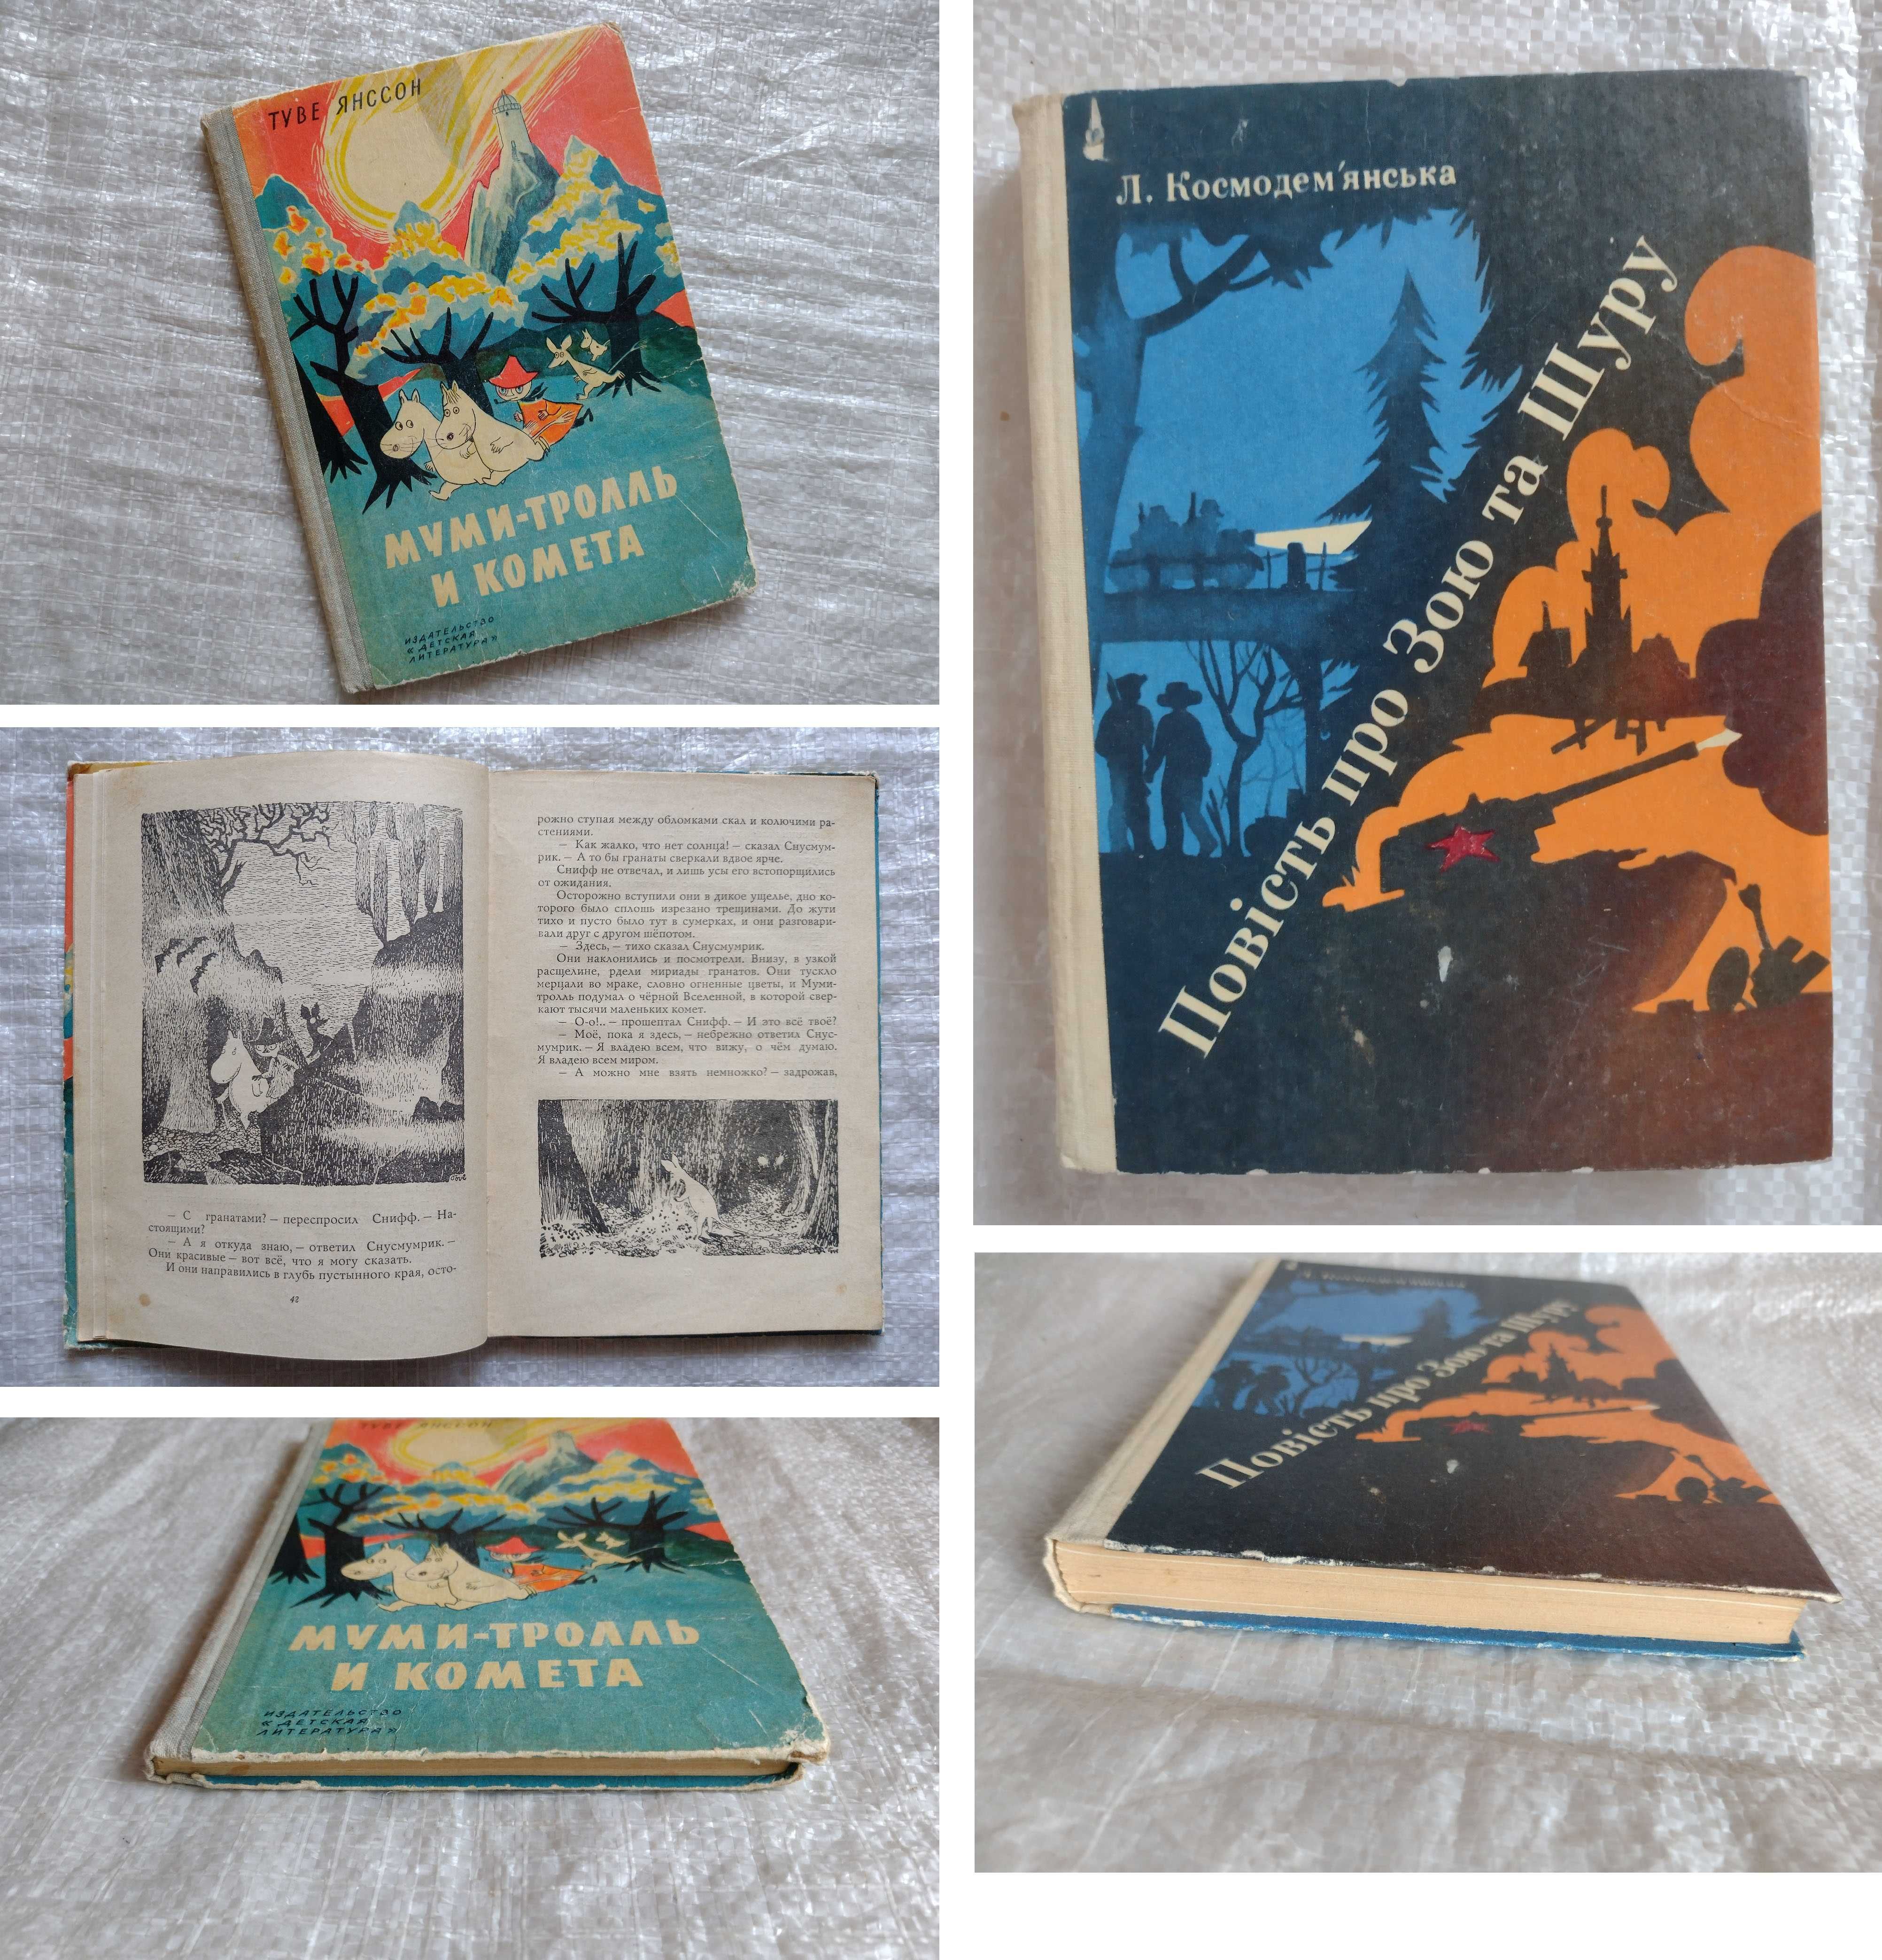 ТУВЕ ЯНССОН
МУМИ-ТРОЛЛЬ
И КОМЕТА
ИЗДАТЕЛЬСТВО
«ДЕТСКАЯ
ЛИТЕРАТУРА»
— С гранатами? — переспросил Снифф. — На-
стоящими?
— А я откуда знаю, — ответил Снусмумрик. —
Они красивые — вот всё, что я могу сказать.
И они направились в глубь пустынного края, осто-
42
рожно ступая между обломками скал и колючими ра-
стениями.
— Как жалко, что нет солнца! — сказал Снусмум-
рик. — А то бы гранаты сверкали вдвое ярче.
Снифф не отвечал, и лишь усы его встопорщились
от ожидания.
Осторожно вступили они в дикое ущелье, дно ко-
торого было сплошь изрезано трещинами. До жути
тихо и пусто было тут в сумерках, и они разговари-
вали друг с другом шёпотом.
— Здесь, — тихо сказал Снусмумрик.
Они наклонились и посмотрели. Внизу, в узкой
расщелине, рдели мириады гранатов. Они тускло
мерцали во мраке, словно огненные цветы, и Муми-
тролль подумал о чёрной Вселенной, в которой свер-
кают тысячи маленьких комет.
— О-о!.. — прошептал Снифф. — И это всё твоё?
— Моё, пока я здесь, — небрежно ответил Снус-
мумрик. — Я владею всем, что вижу, о чём думаю.
Я владею всем миром.
— А можно мне взять немножко? — задрожав,
ТУВЕ ЯНССОН
МУМИ-ТРОЛЛЬ
И КОМЕТА
ИЗДАТЕЛЬСТВО
«ДЕТСКАЯ
ЛИТЕРАТУРА»
Л. Космодем'янська
Повість про Зою та Шуру
Повість про Зою та Шуру